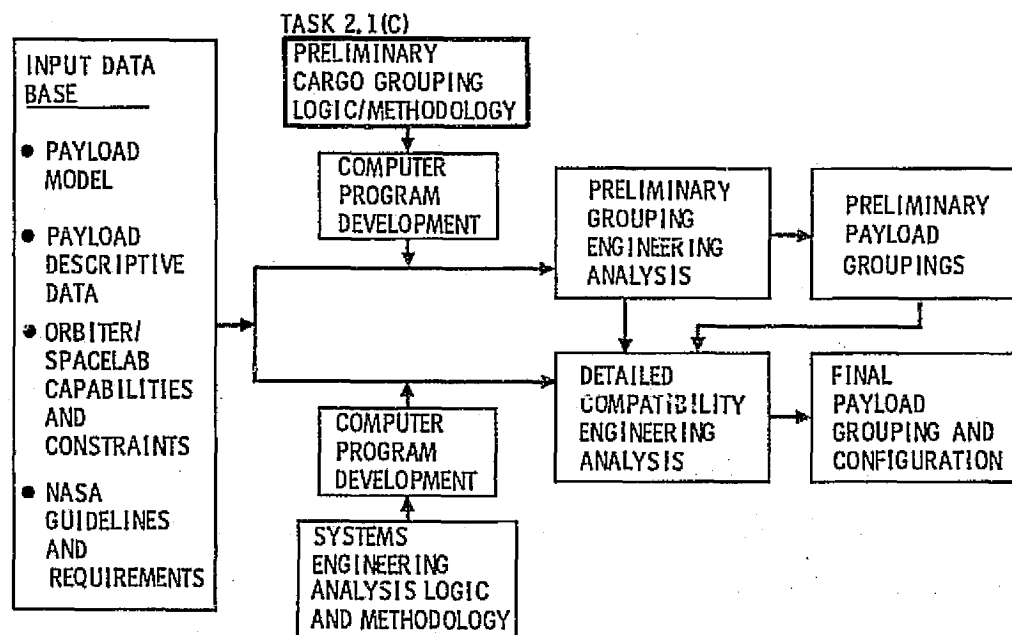 TASK 2.1(C)
INPUT DATA
BASE
● PAYLOAD
MODEL
● PAYLOAD
DESCRIPTIVE
DATA
● ORBITER/
SPACELAB
CAPABILITIES
AND
CONSTRAINTS
● NASA
GUIDELINES
AND
REQUIREMENTS
PRELIMINARY
CARGO GROUPING
LOGIC/METHODOLOGY
COMPUTER
PROGRAM
DEVELOPMENT
PRELIMINARY
GROUPING
ENGINEERING
ANALYSIS
PRELIMINARY
PAYLOAD
GROUPINGS
DETAILED
COMPATIBILITY
ENGINEERING
ANALYSIS
FINAL
PAYLOAD
GROUPING AND
CONFIGURATION
COMPUTER
PROGRAM
DEVELOPMENT
SYSTEMS
ENGINEERING
ANALYSIS LOGIC
AND METHODOLOGY